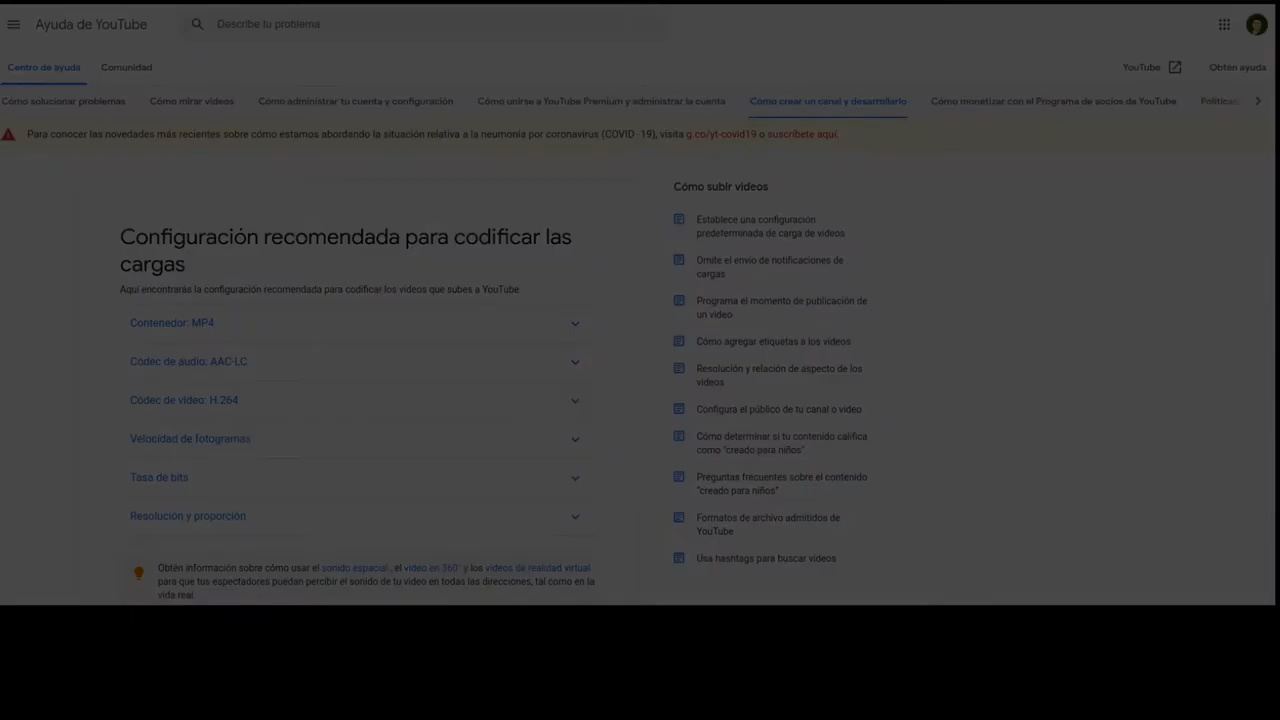 Ayuda de YouTube
Describe tu problema
Centro de ayuda
Comunidad
YouTube
Obtén ayuda
Cómo solucionar problemas
Cómo mirar videos
Cómo administrar tu cuenta y configuración
Cómo unirse a YouTube Premium y administrar la cuenta
Cómo crear un canal y desarrollarlo
Cómo monetizar con el Programa de socios de YouTube
Políticas
Para conocer las novedades más recientes sobre cómo estamos abordando la situación relativa a la neumonía por coronavirus (COVID-19), visita g.co/yt-covid19 o suscríbete aquí.
Configuración recomendada para codificar las
cargas
Aquí encontrarás la configuración recomendada para codificar los videos que subes a YouTube
Contenedor: MP4
Códec de audio: AAC-LC
Códec de video: H.264
Velocidad de fotogramas
Tasa de bits
Resolución y proporción
Obtén información sobre cómo usar el sonido espacial, el video en 360° y los videos de realidad virtual
para que tus espectadores puedan percibir el sonido de tu video en todas las direcciones, tal como en la
vida real.
Cómo subir videos
Establece una configuración
predeterminada de carga de videos
Omite el envío de notificaciones de
cargas
Programa el momento de publicación de
un video
Cómo agregar etiquetas a los videos
Resolución y relación de aspecto de los
videos
Configura el público de tu canal o video
Cómo determinar si tu contenido califica
como "creado para niños"
Preguntas frecuentes sobre el contenido
"creado para niños"
Formatos de archivo admitidos de
YouTube
Usa hashtags para buscar videos